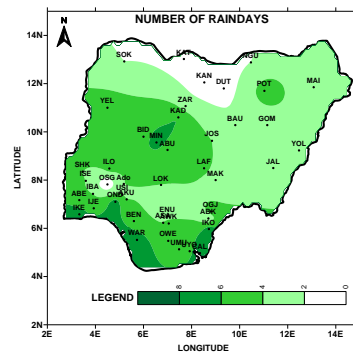 NUMBER OF RAINDAYS
N
14N
12N
10N
8N
6N
4N
2N
LATITUDE
SOK
KAT
NGU
KAN
DUT
POT
MAI
YEL
ZAR
KAD
BID
MIN
ABU
JOS
BAU
GOM
YOL
SHK
ILO
ISE
OSG
Ado
IBA
USI
AKU
ABE
IJE
OND
IKE
LOK
LAF
MAK
JAL
BEN
ENU
AWK
OGJ
ABK
IKO
WAR
OWE
UMU
CAL
LEGEND
8
7
6
4
2
0
2E
4E
6E
8E
10E
12E
14E
LONGITUDE